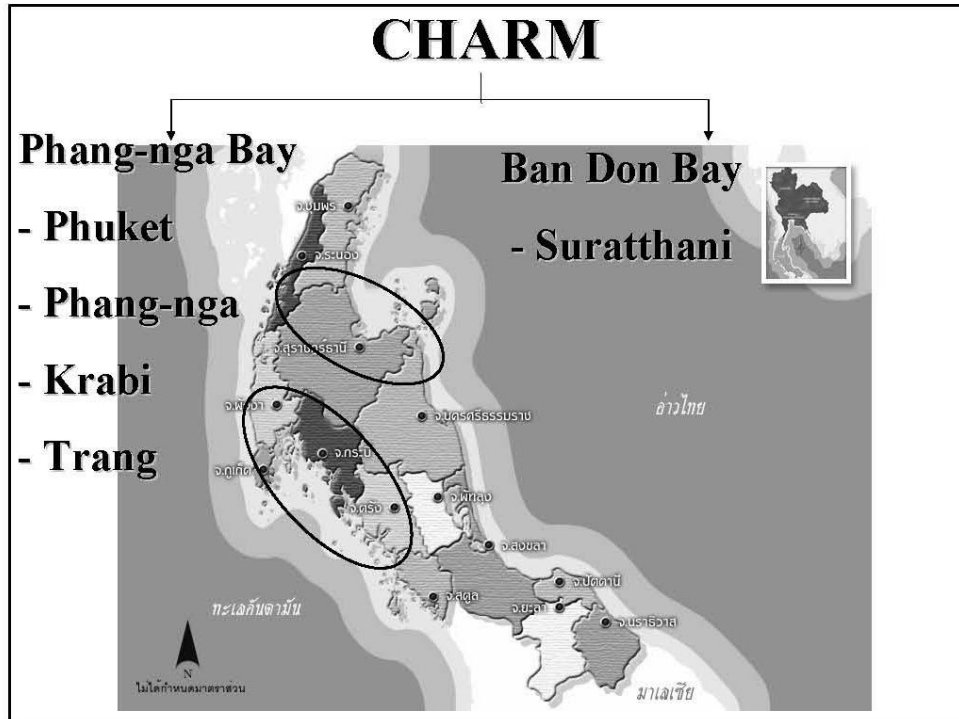 CHARM
Phang-nga Bay
- Phuket
- Phang-nga
- Krabi
- Trang
Ban Don Bay
- Suratthani
จ.ชุมพร
จ.ระนอง
จ.สุราษฎร์ธานี
จ.พังงา
จ.นครศรีธรรมราช
อ่าวไทย
จ.กระบี่
จ.ภูเก็ต
จ.พัทลุง
จ.ตรัง
จ.สงขลา
จ.ปัตตานี
จ.สตูล
จ.ยะลา
จ.นราธิวาส
ทะเลอันดามัน
N
ไม่ได้กำหนดมาตราส่วน
มาเลเซีย